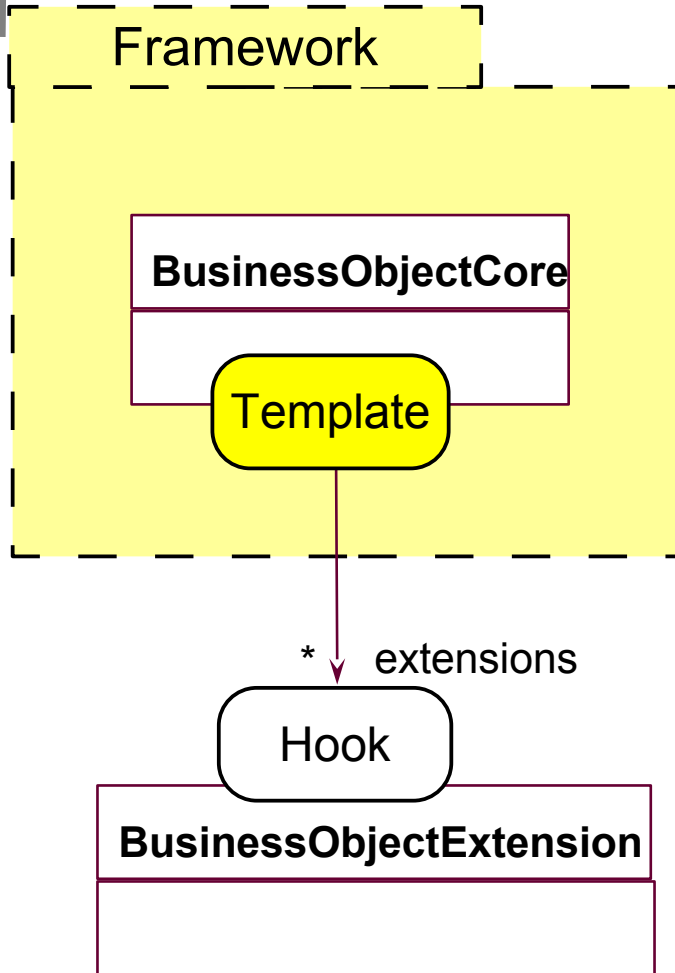 Framework
BusinessObjectCore
Template
* extensions
Hook
BusinessObjectExtension